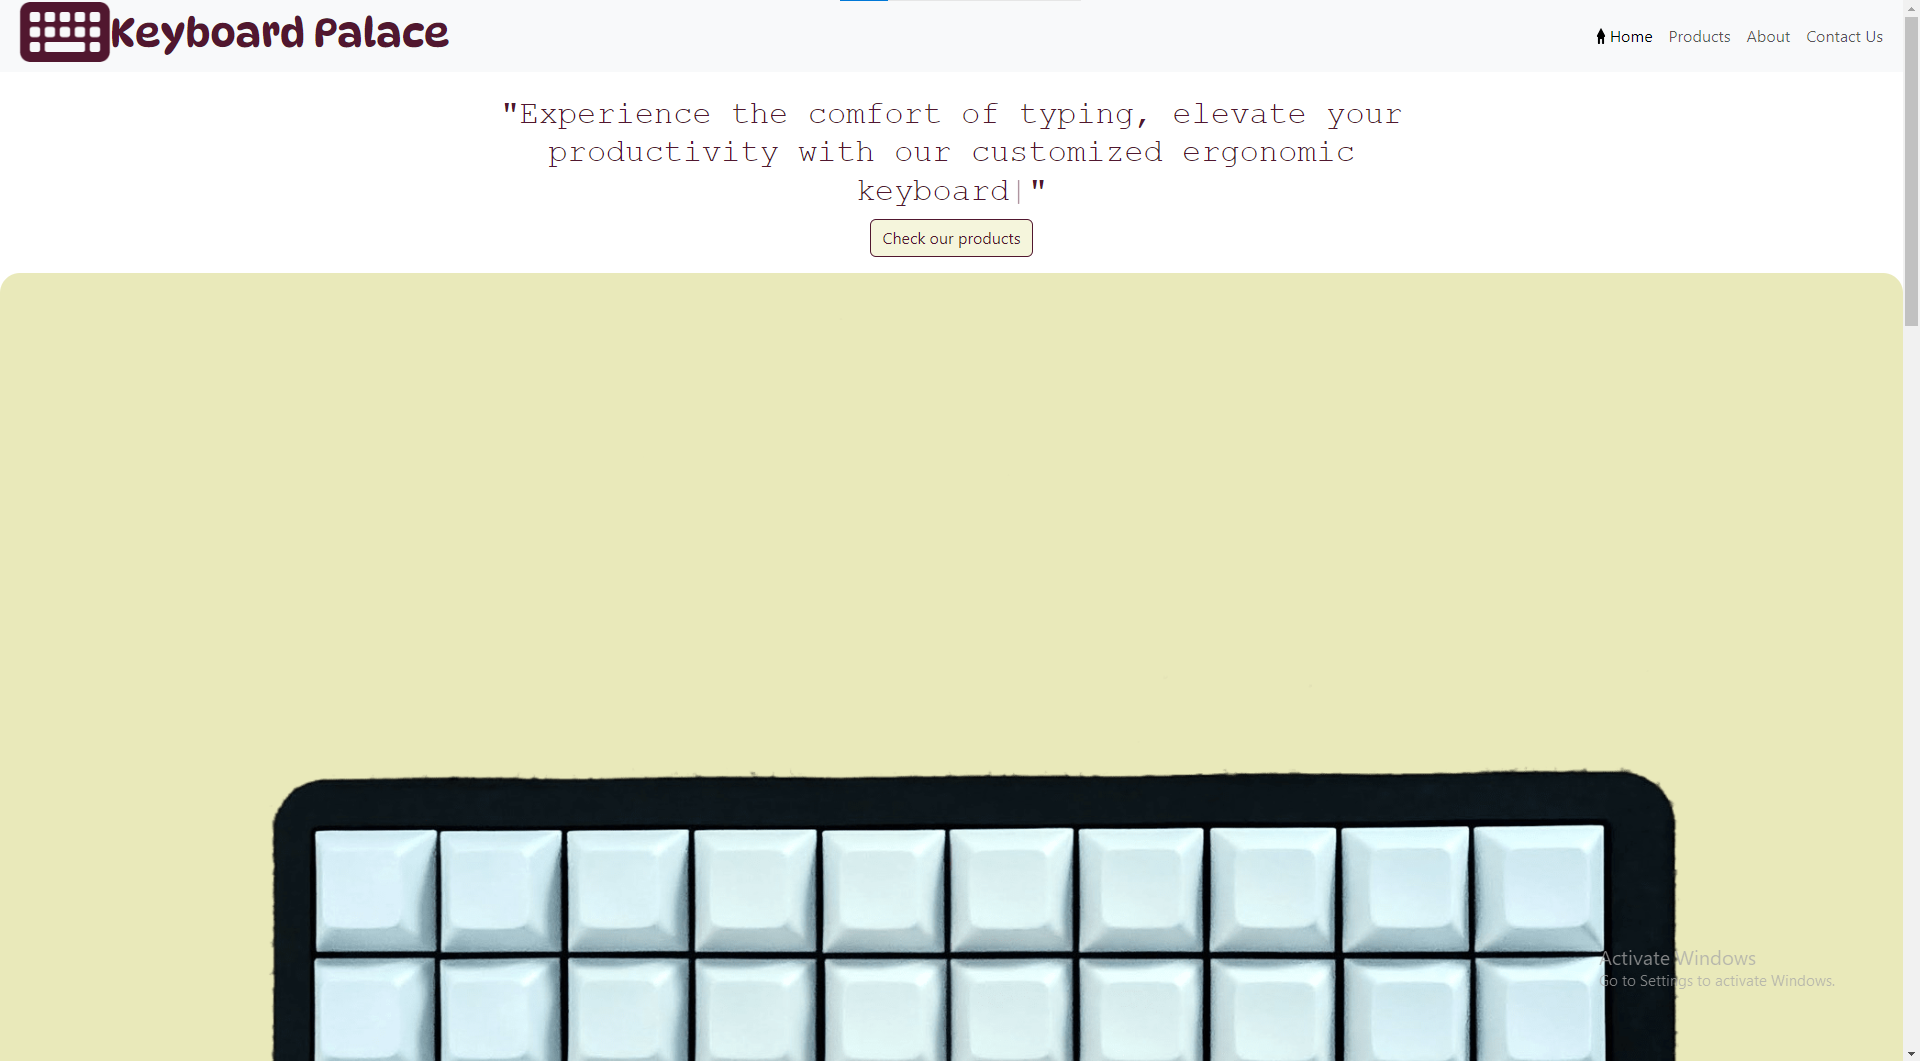 Keyboard Palace
Home Products About Contact Us
"Experience the comfort of typing, elevate your
productivity with our customized ergonomic
keyboard|"
Check our products
Activate Windows
Go to Settings to activate Windows.